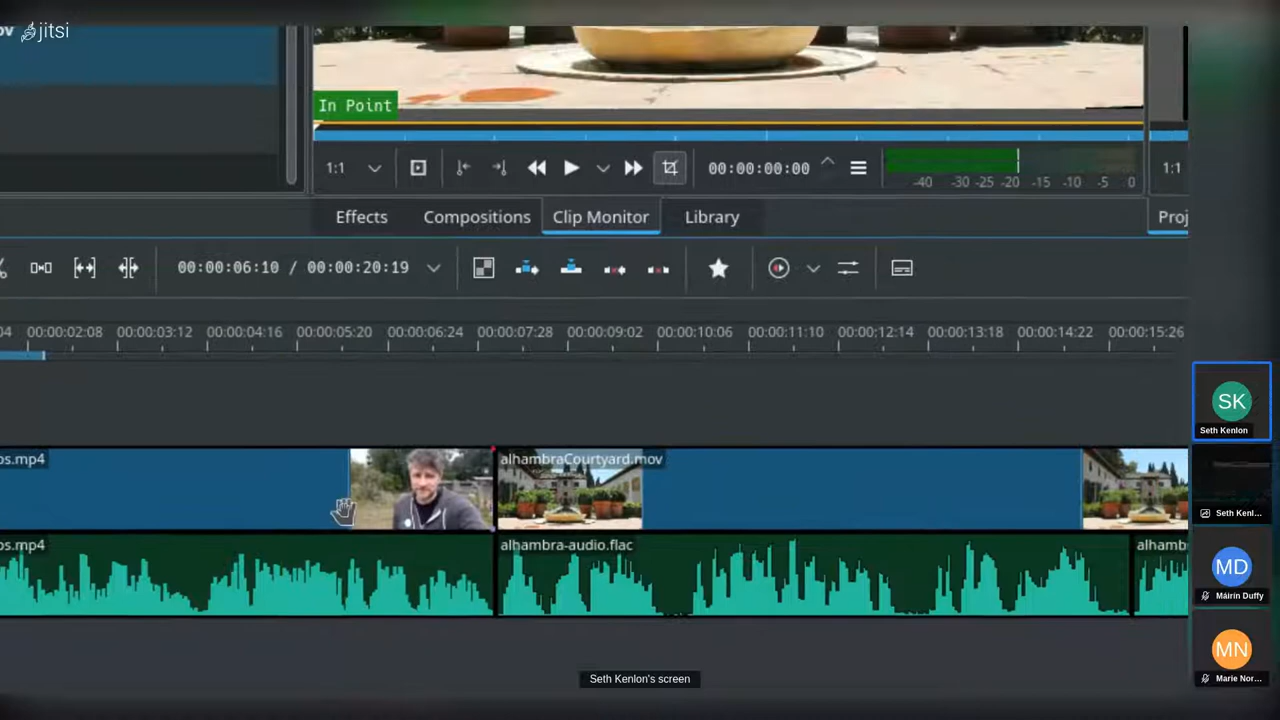 ov
jitsi
In Point
1:1
00:00:00:00
-40 -30 -25 -20 -15 -10 -5 0
1:1
Effects
Compositions
Clip Monitor
Library
Proj
00:00:06:10 / 00:00:20:19
04 00:00:02:08 00:00:03:12 00:00:04:16 00:00:05:20 00:00:06:24 00:00:07:28 00:00:09:02 00:00:10:06 00:00:11:10 00:00:12:14 00:00:13:18 00:00:14:22 00:00:15:26
os.mp4
alhambraCourtyard.mov
os.mp4
alhambra-audio.flac
alhamb
SK
Seth Kenlon
Seth Kenl...
MD
Máirín Duffy
MN
Marie Nor...
Seth Kenlon's screen